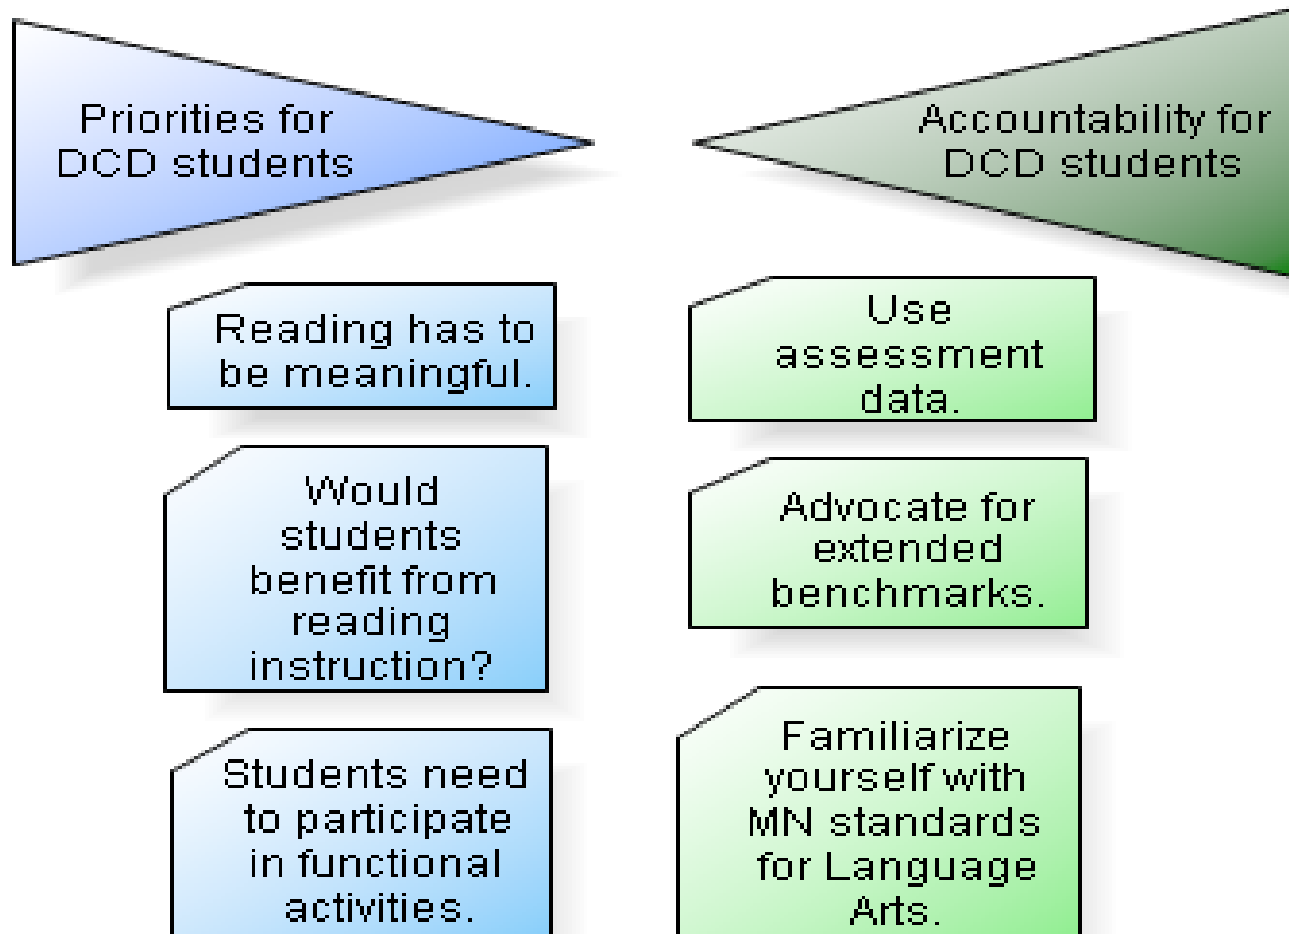 Priorities for
DCD students
Accountability for
DCD students
Reading has to
be meaningful.
Would
students
benefit from
reading
instruction?
Students need
to participate
in functional
activities.
Use
assessment
data.
Advocate for
extended
benchmarks.
Familiarize
yourself with
MN standards
for Language
Arts.